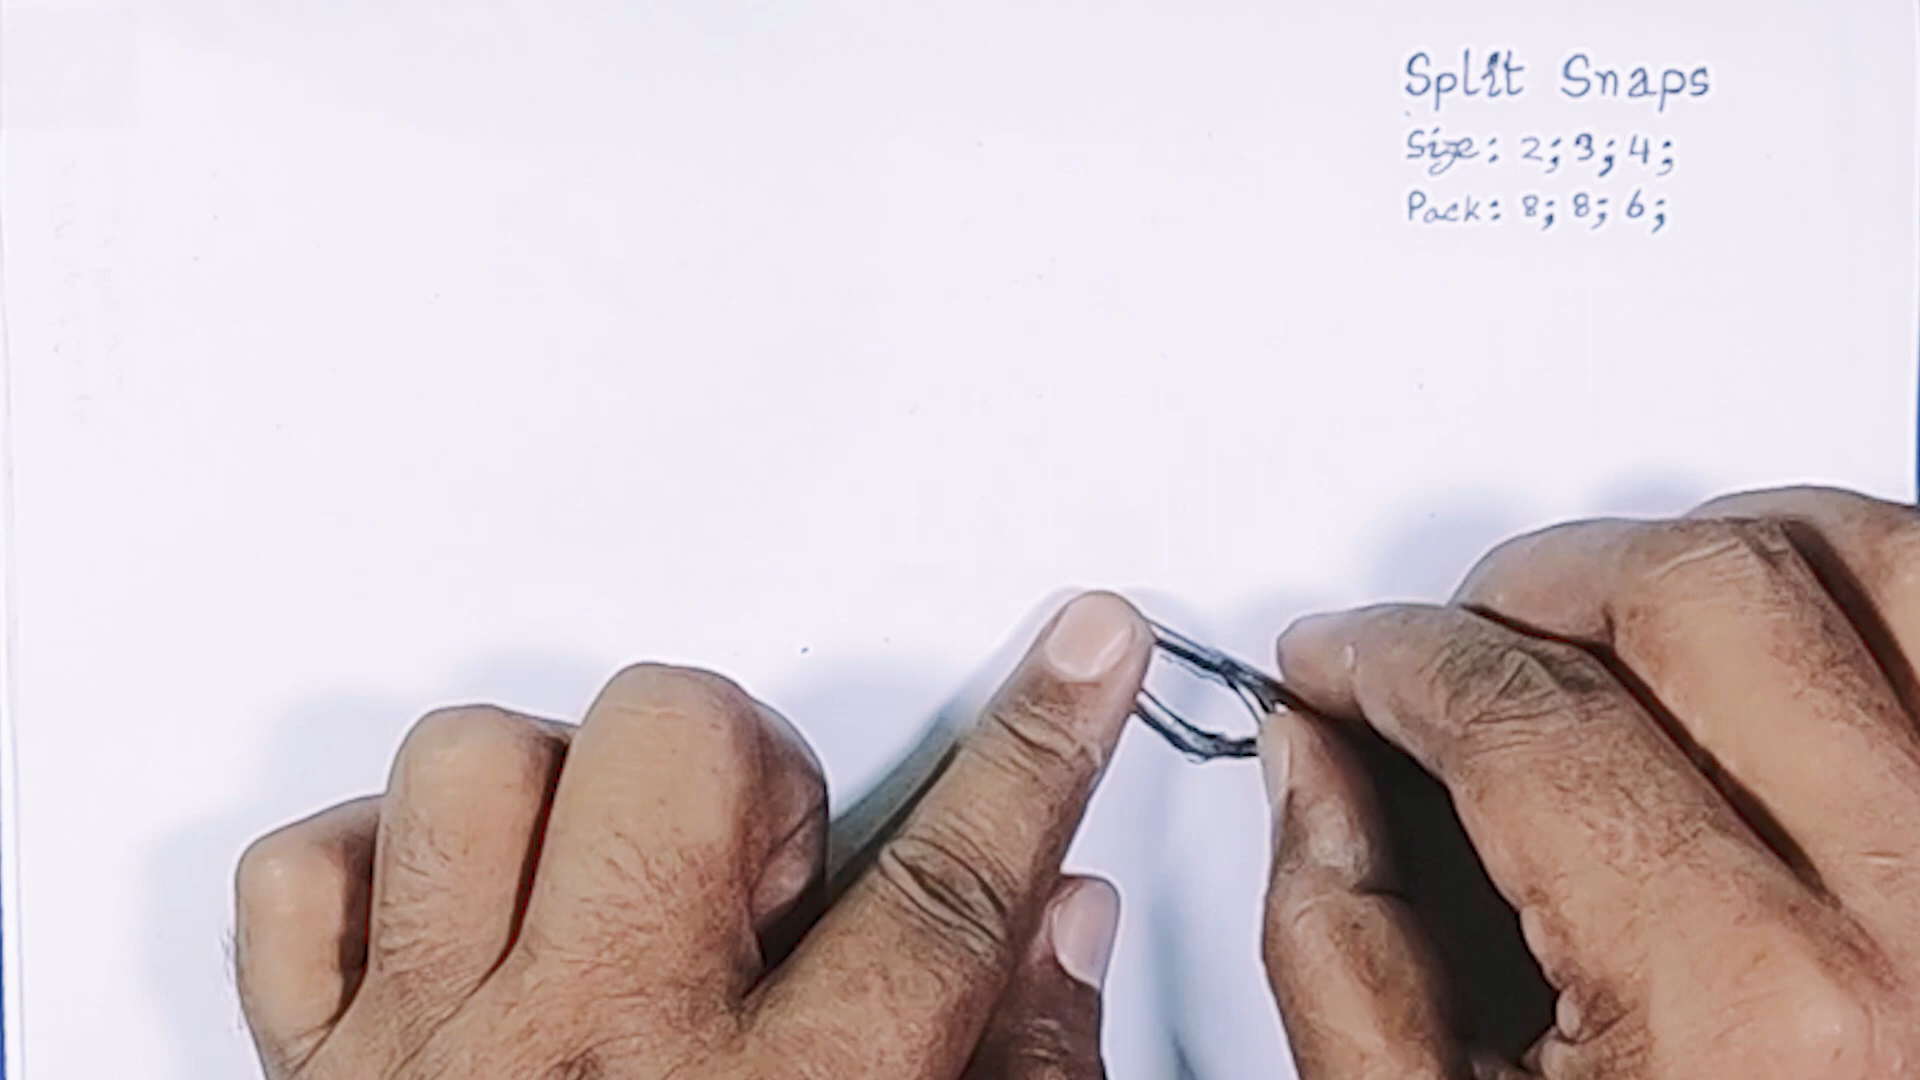 Split Snaps
Size: 2; 3; 4;
Pack: 8; 8; 6;